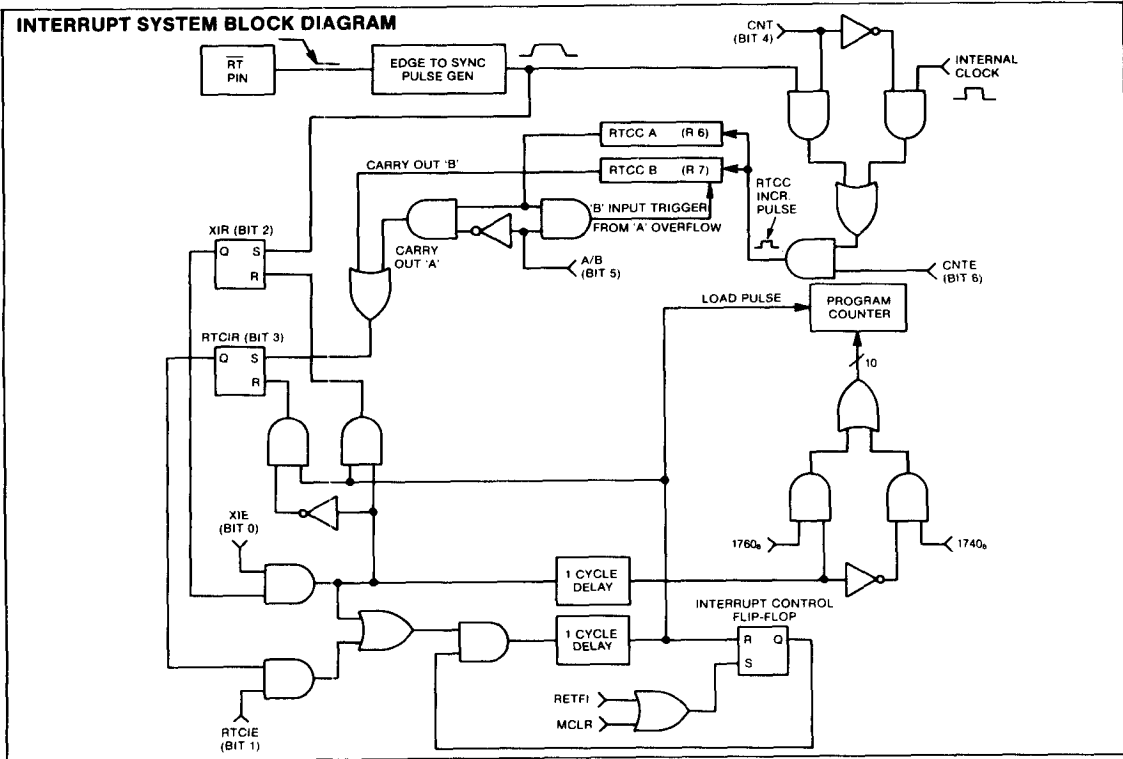 INTERRUPT SYSTEM BLOCK DIAGRAM
RT
PIN
EDGE TO SYNC
PULSE GEN
CNT
(BIT 4)
INTERNAL
CLOCK
RTCC A (R 6)
RTCC B (R 7)
CARRY OUT 'B'
'B' INPUT TRIGGER
FROM 'A' OVERFLOW
RTCC
INCR.
PULSE
CARRY
OUT 'A'
A/B
(BIT 5)
CNTE
(BIT 6)
XIR (BIT 2)
Q S
R
LOAD PULSE
PROGRAM
COUNTER
10
RTCIR (BIT 3)
Q S
R
XIE
(BIT 0)
1760₈
1740₈
1 CYCLE
DELAY
INTERRUPT CONTROL
FLIP-FLOP
1 CYCLE
DELAY
R Q
S
RETFI
MCLR
RTCIE
(BIT 1)